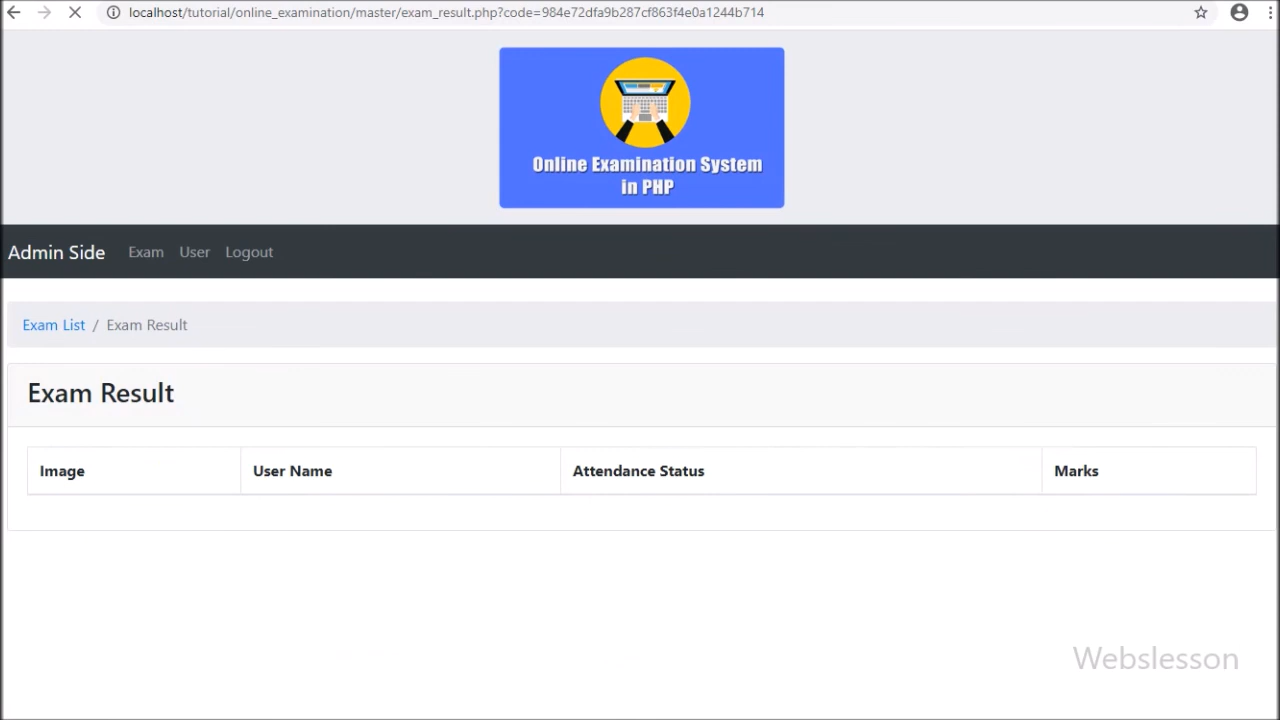 localhost/tutorial/online_examination/master/exam_result.php?code=984e72dfa9b287cf863f4e0a1244b714
Online Examination System
in PHP
Admin Side Exam User Logout
Exam List / Exam Result
Exam Result
Image User Name Attendance Status Marks
Webslesson